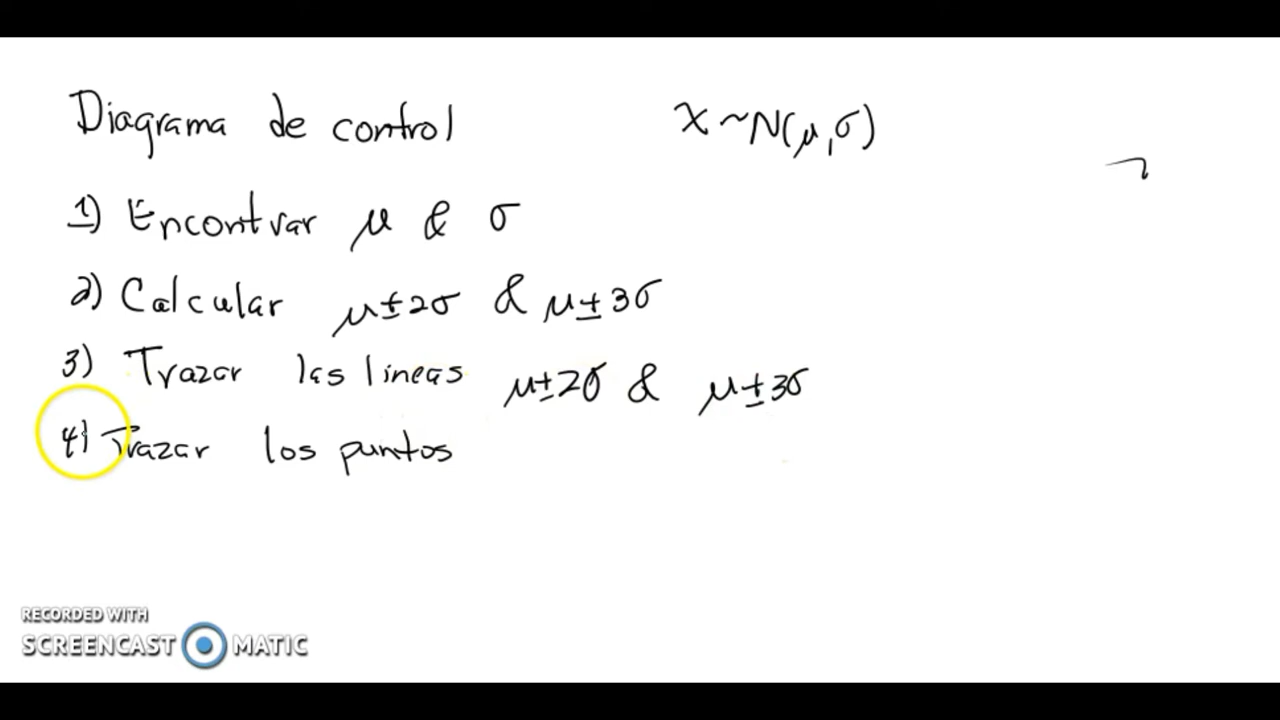 Diagrama de control X ~ N(μ, σ)
1) Encontrar μ & σ
2) Calcular μ ± 2σ & μ ± 3σ
3) Trazar las lineas μ ± 2σ & μ ± 3σ
4) Trazar los puntos
RECORDED WITH
SCREENCAST MATIC